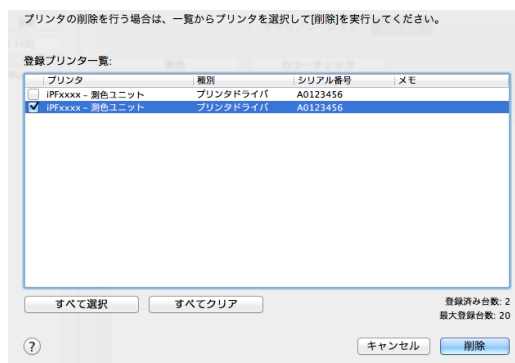 プリンタの削除を行う場合は、一覧からプリンタを選択して[削除]を実行してください。
登録プリンター覧:
プリンタ 種別 シリアル番号 メモ
iPFxxxx – 測色ユニット プリンタドライバ A0123456
iPFxxxx – 測色ユニット プリンタドライバ A0123456
すべて選択 すべてクリア 登録済み台数: 2
最大登録台数: 20
? キャンセル 削除